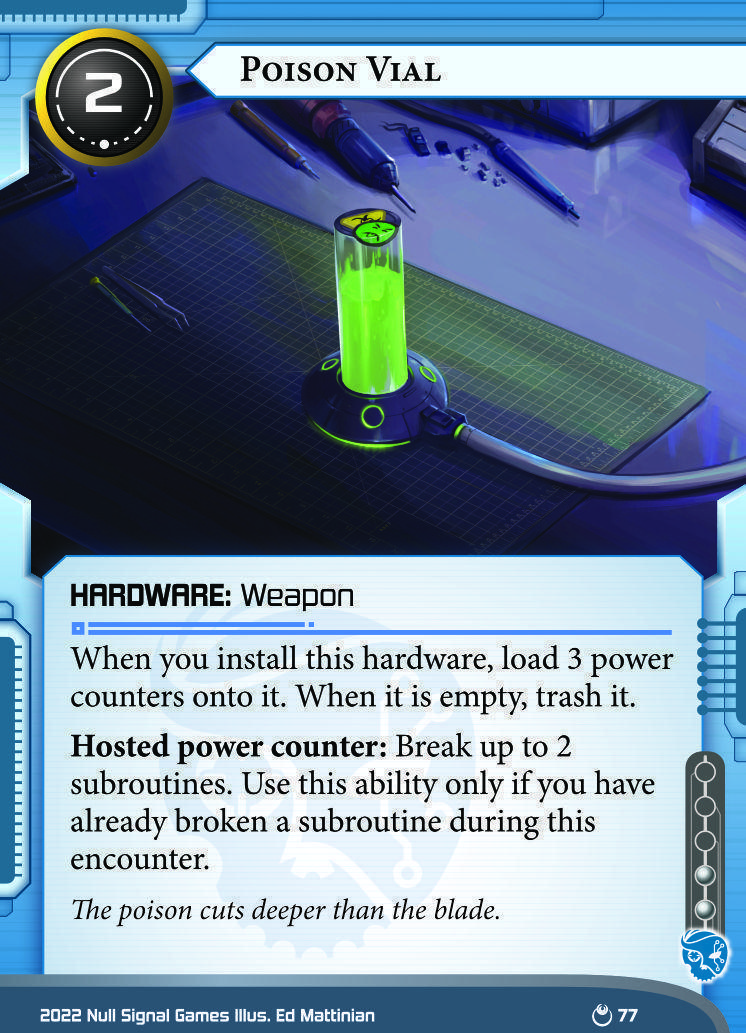 2
Poison Vial
HARDWARE: Weapon
When you install this hardware, load 3 power
counters onto it. When it is empty, trash it.
Hosted power counter: Break up to 2
subroutines. Use this ability only if you have
already broken a subroutine during this
encounter.
The poison cuts deeper than the blade.
2022 Null Signal Games Illus. Ed Mattinian
77